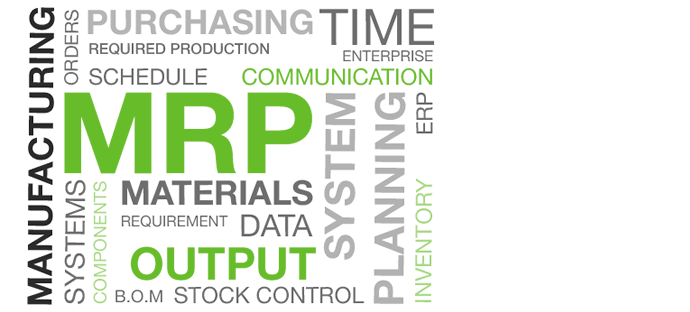 MANUFACTURING
ORDERS
PURCHASING
TIME
REQUIRED PRODUCTION
ENTERPRISE
SCHEDULE
COMMUNICATION
MRP
SYSTEM
PLANNING
ERP
SYSTEMS
COMPONENTS
MATERIALS
REQUIREMENT
DATA
INVENTORY
OUTPUT
B.O.M
STOCK CONTROL